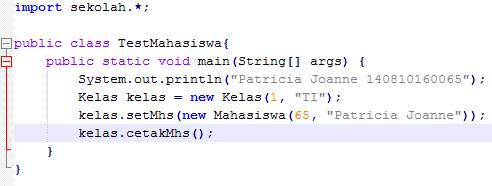 import sekolah.*;
public class TestMahasiswa{
public static void main(String[] args) {
System.out.println("Patricia Joanne 140810160065");
Kelas kelas = new Kelas(1, "TI");
kelas.setMhs(new Mahasiswa(65, "Patricia Joanne"));
kelas.cetakMhs();
}
}